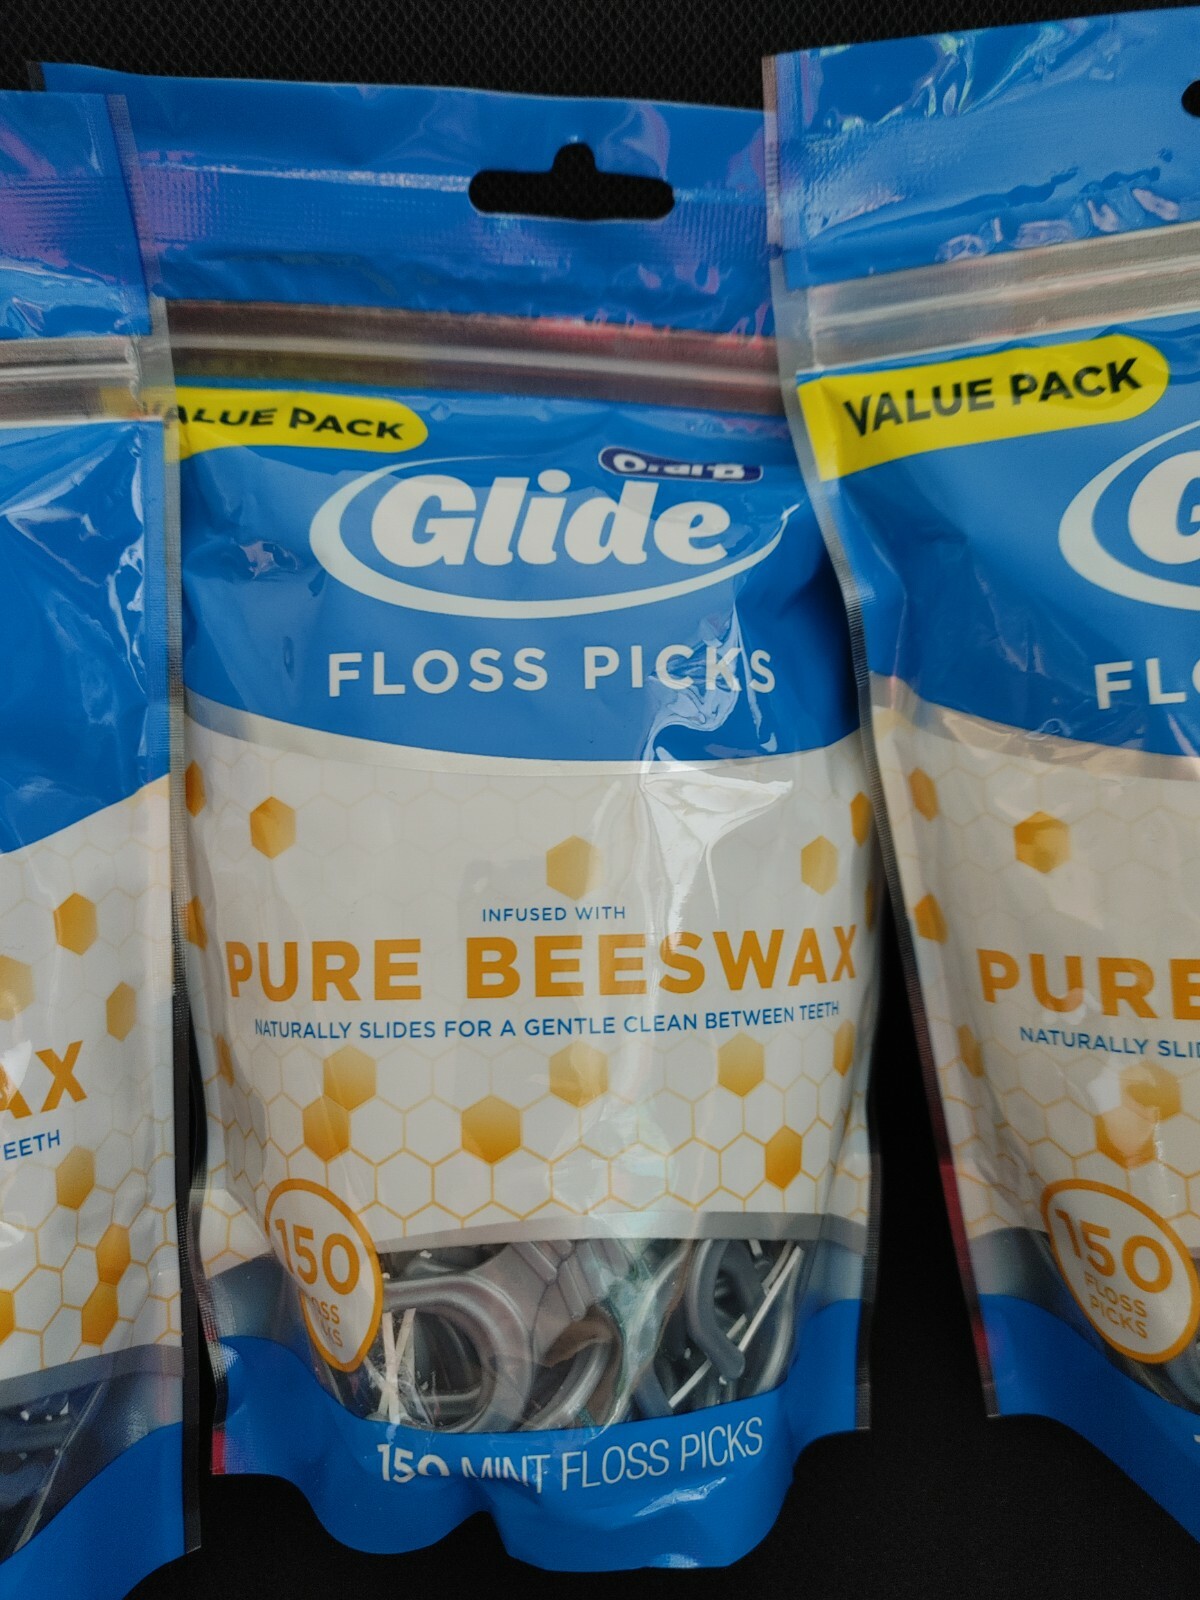 VALUE PACK
Oral-B
Glide
FLOSS PICKS
INFUSED WITH
PURE BEESWAX
NATURALLY SLIDES FOR A GENTLE CLEAN BETWEEN TEETH
150
150 MINT FLOSS PICKS
AX
TEETH
VALUE PACK
G
FLO
PURE
NATURALLY SLI
150
FLOSS
PICKS